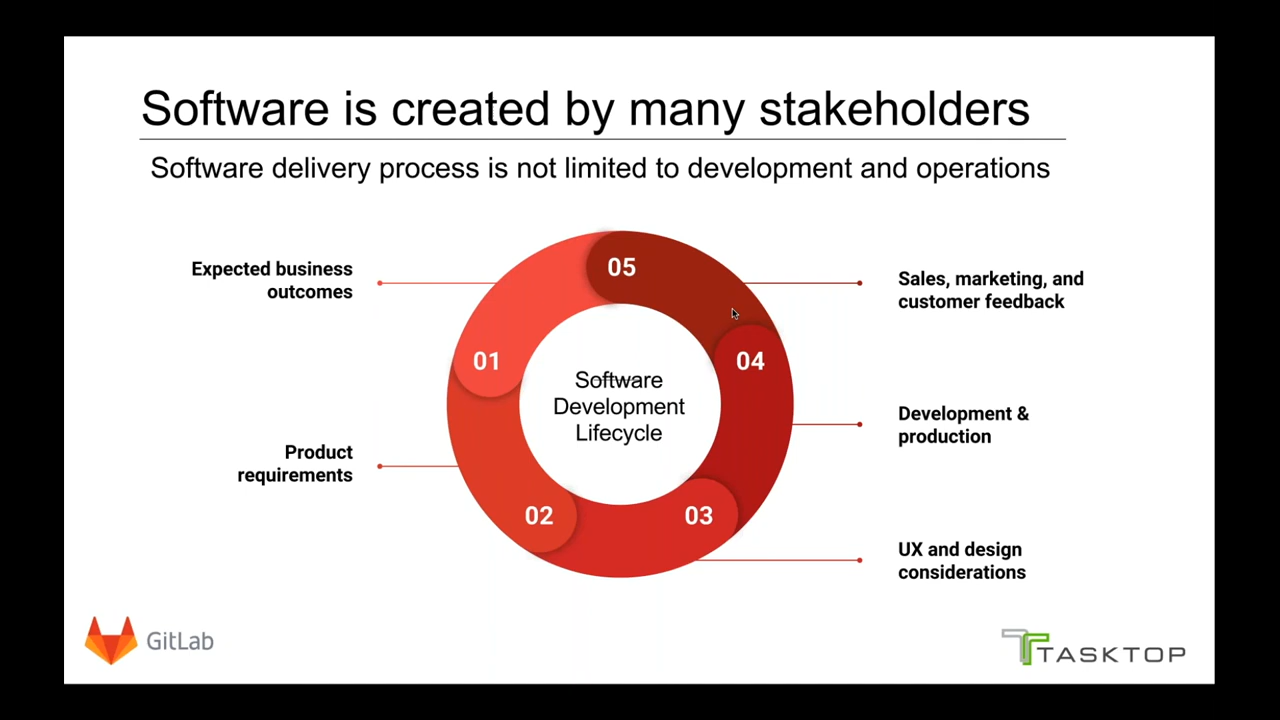 Software is created by many stakeholders
Software delivery process is not limited to development and operations
Expected business
outcomes
Product
requirements
05
01
04
02
03
Software
Development
Lifecycle
Sales, marketing, and
customer feedback
Development &
production
UX and design
considerations
GitLab
TASKTOP